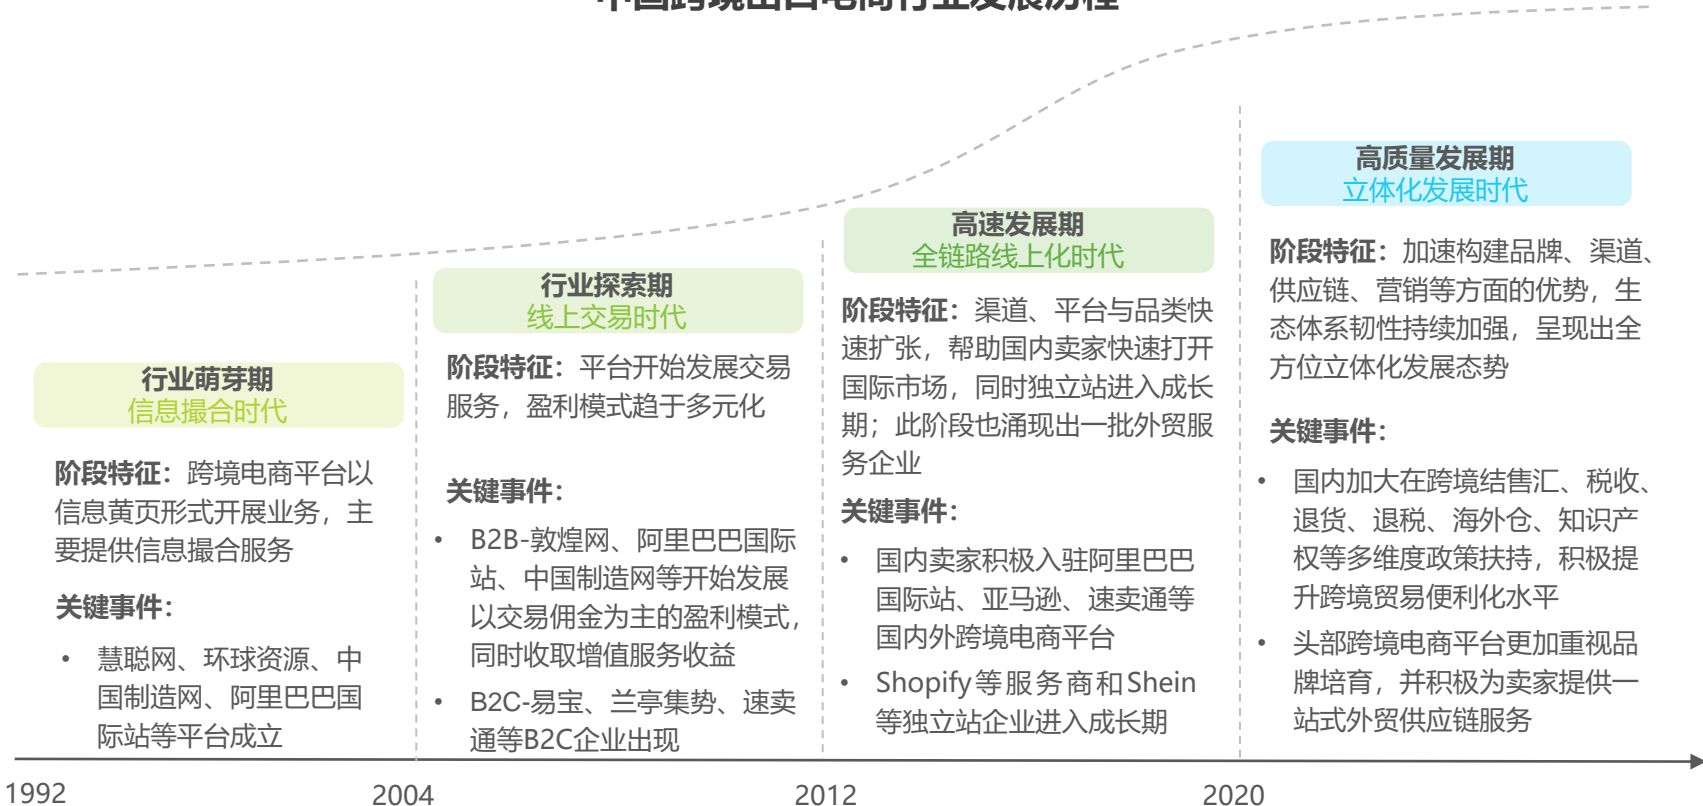 中国跨境出口电商行业发展历程
行业萌芽期
信息撮合时代
阶段特征：跨境电商平台以
信息黄页形式开展业务，主
要提供信息撮合服务
关键事件：
• 慧聪网、环球资源、中
国制造网、阿里巴巴国
际站等平台成立
行业探索期
线上交易时代
阶段特征：平台开始发展交易
服务，盈利模式趋于多元化
关键事件：
• B2B-敦煌网、阿里巴巴国际
站、中国制造网等开始发展
以交易佣金为主的盈利模式，
同时收取增值服务收益
• B2C-易宝、兰亭集势、速卖
通等B2C企业出现
高速发展期
全链路线上化时代
阶段特征：渠道、平台与品类快
速扩张，帮助国内卖家快速打开
国际市场，同时独立站进入成长
期；此阶段也涌现出一批外贸服
务企业
关键事件：
• 国内卖家积极入驻阿里巴巴
国际站、亚马逊、速卖通等
国内外跨境电商平台
• Shopify等服务商和Shein
等独立站企业进入成长期
高质量发展期
立体化发展时代
阶段特征：加速构建品牌、渠道、
供应链、营销等方面的优势，生
态体系韧性持续加强，呈现出全
方位立体化发展态势
关键事件：
• 国内加大在跨境结售汇、税收、
退货、退税、海外仓、知识产
权等多维度政策扶持，积极提
升跨境贸易便利化水平
• 头部跨境电商平台更加重视品
牌培育，并积极为卖家提供一
站式外贸供应链服务
1992
2004
2012
2020